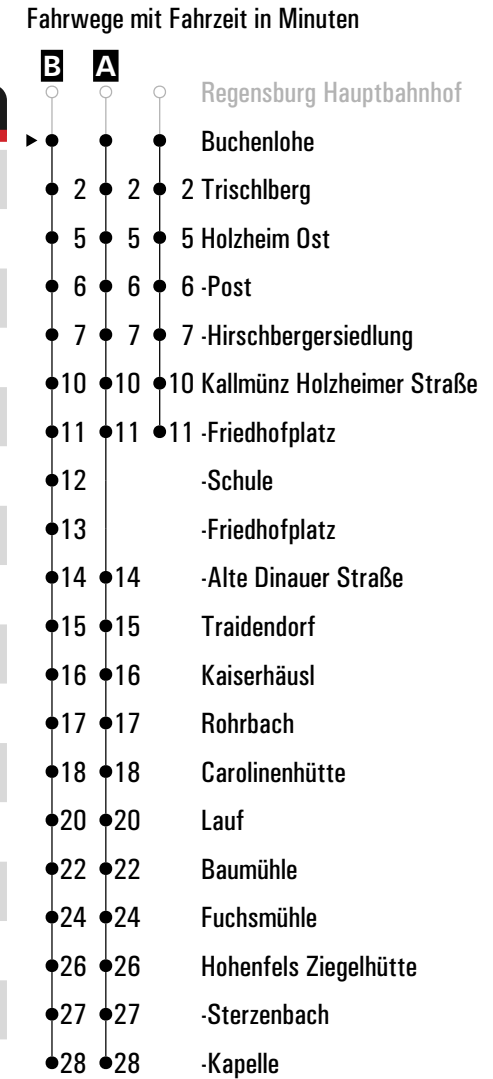 Fahrwege mit Fahrzeit in Minuten
B A
Regensburg Hauptbahnhof
Buchenlohe
2 2 2 Trischlberg
5 5 5 Holzheim Ost
6 6 6 -Post
7 7 7 -Hirschbergersiedlung
10 10 10 Kallmünz Holzheimer Straße
11 11 11 -Friedhofplatz
12 -Schule
13 -Friedhofplatz
14 14 -Alte Dinauer Straße
15 15 Traidendorf
16 16 Kaiserhäusl
17 17 Rohrbach
18 18 Carolinenhütte
20 20 Lauf
22 22 Baumühle
24 24 Fuchsmühle
26 26 Hohenfels Ziegelhütte
27 27 -Sterzenbach
28 28 -Kapelle